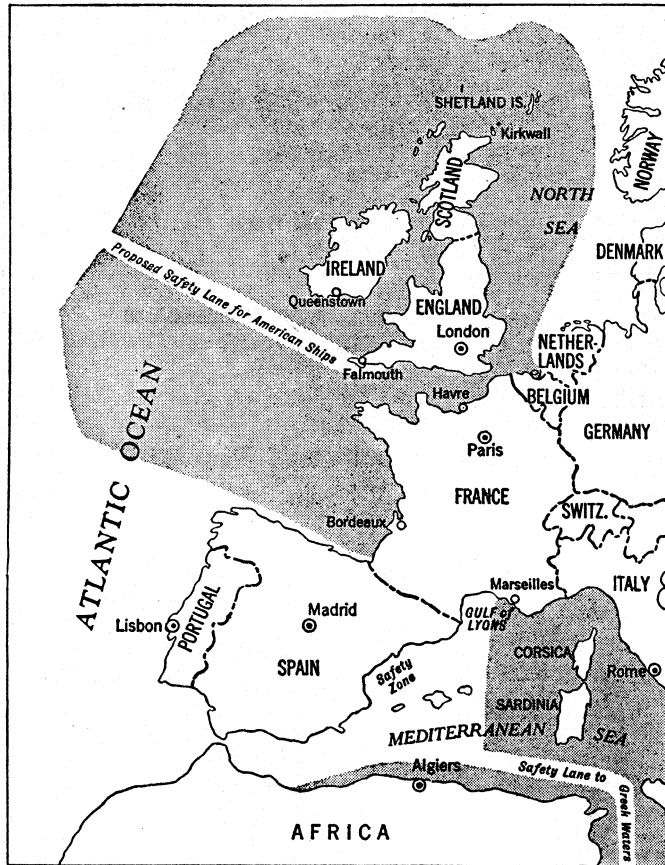 SHETLAND IS.
Kirkwall
NORWAY
SCOTLAND
NORTH
SEA
DENMARK
Proposed Safety Lane for American Ships
IRELAND
Queenstown
ENGLAND
London
NETHER-
LANDS
Falmouth
Havre
BELGIUM
GERMANY
Paris
ATLANTIC OCEAN
FRANCE
SWITZ.
Bordeaux
Marseilles
ITALY
GULF of
LYONS
Lisbon
PORTUGAL
Madrid
CORSICA
Rome
SPAIN
Safety
Zone
SARDINIA
MEDITERRANEAN SEA
Algiers
Safety Lane to
Greek Waters
AFRICA